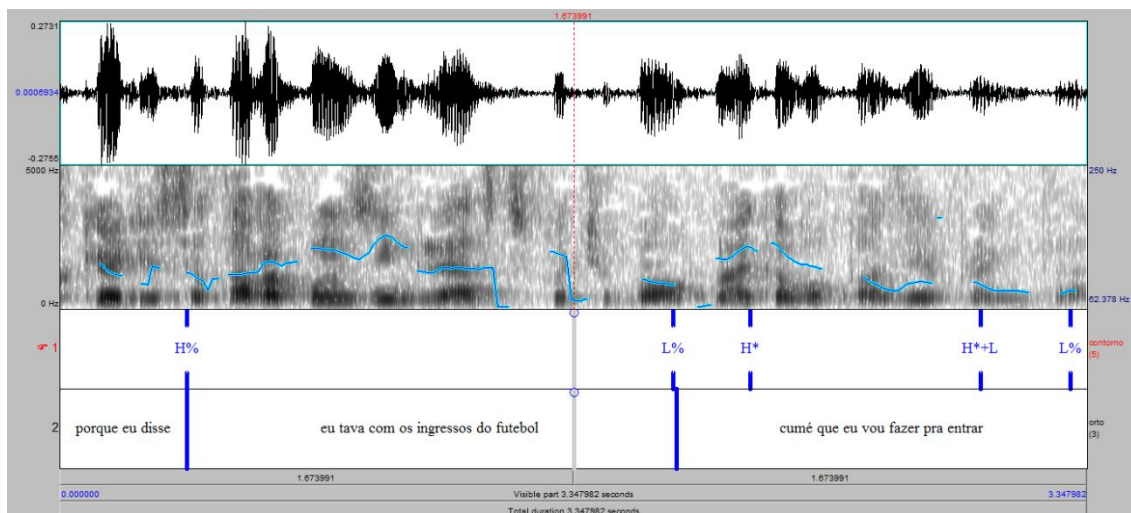 1.673991
0.2731
0.0006934
-0.2755
5000 Hz 250 Hz
0 Hz 62.378 Hz
1 H% L% H* H*+L L% contorno (5)
2 porque eu disse eu tava com os ingressos do futebol cumé que eu vou fazer pra entrar orto (3)
1.673991 1.673991
0.000000 Visible part 3.347982 seconds 3.347982
Total duration 3.347982 seconds